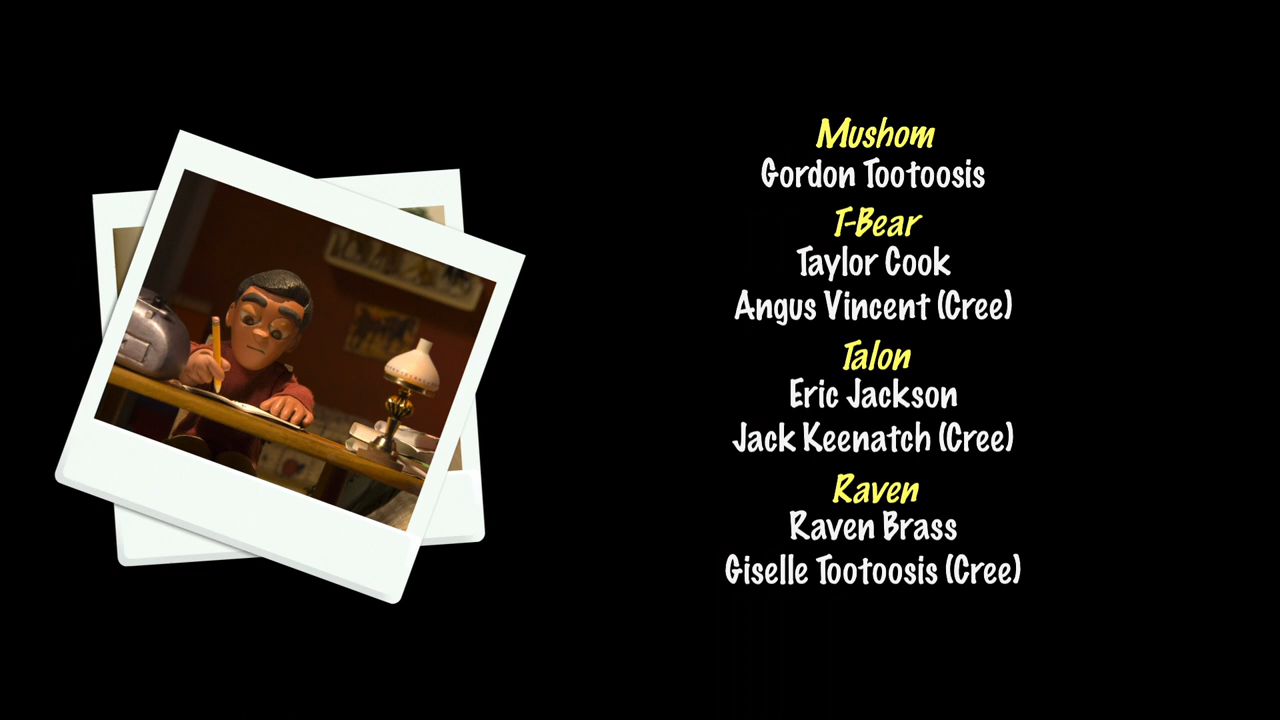 Mushom
Gordon Tootoosis
T-Bear
Taylor Cook
Angus Vincent (Cree)
Talon
Eric Jackson
Jack Keenatch (Cree)
Raven
Raven Brass
Giselle Tootoosis (Cree)